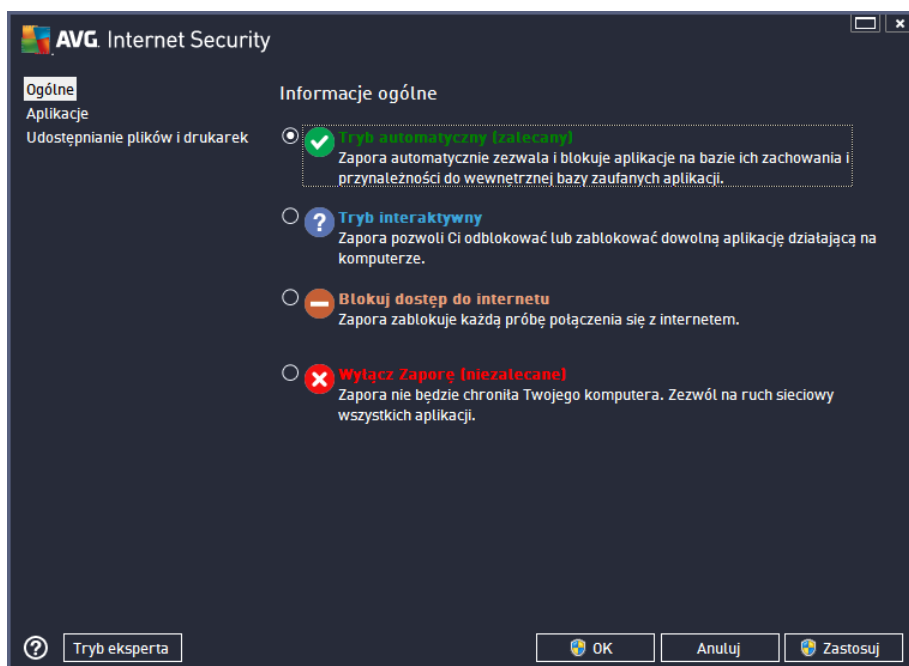 AVG. Internet Security
Ogólne
Aplikacje
Udostępnianie plików i drukarek
Informacje ogólne
Tryb automatyczny (zalecany)
Zapora automatycznie zezwala i blokuje aplikacje na bazie ich zachowania i
przynależności do wewnętrznej bazy zaufanych aplikacji.
Tryb interaktywny
Zapora pozwoli Ci odblokować lub zablokować dowolną aplikację działającą na
komputerze.
Blokuj dostęp do internetu
Zapora zablokuje każdą próbę połączenia się z internetem.
Wyłącz Zaporę (niezalecane)
Zapora nie będzie chroniła Twojego komputera. Zezwól na ruch sieciowy
wszystkich aplikacji.
Tryb eksperta
OK
Anuluj
Zastosuj